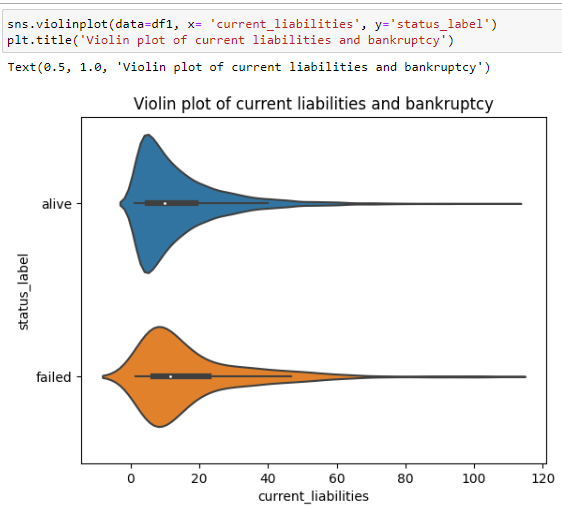 sns.violinplot(data=df1, x= 'current_liabilities', y='status_label')
plt.title('Violin plot of current liabilities and bankruptcy')
Text(0.5, 1.0, 'Violin plot of current liabilities and bankruptcy')
Violin plot of current liabilities and bankruptcy
alive
status_label
failed
0 20 40 60 80 100 120
current_liabilities